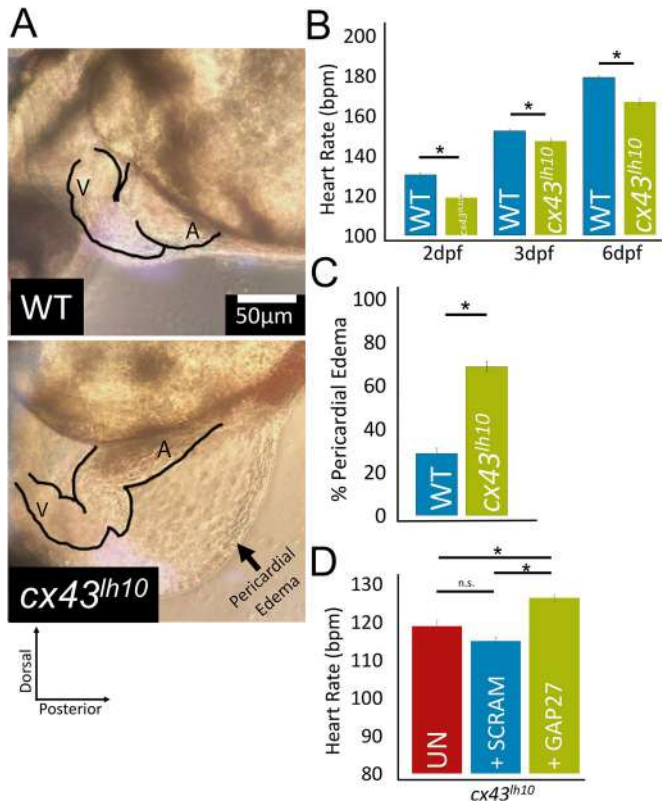 A
V
A
WT
50µm
A
V
Pericardial
Edema
cx43lh10
Dorsal
Posterior
B
Heart Rate (bpm)
200
180
160
140
120
100
*
*
*
WT
cx43lh10
WT
cx43lh10
WT
cx43lh10
2dpf
3dpf
6dpf
C
% Pericardial Edema
100
80
60
40
20
0
*
WT
cx43lh10
D
Heart Rate (bpm)
130
120
110
100
90
80
*
n.s.
*
UN
+ SCRAM
+ GAP27
cx43lh10